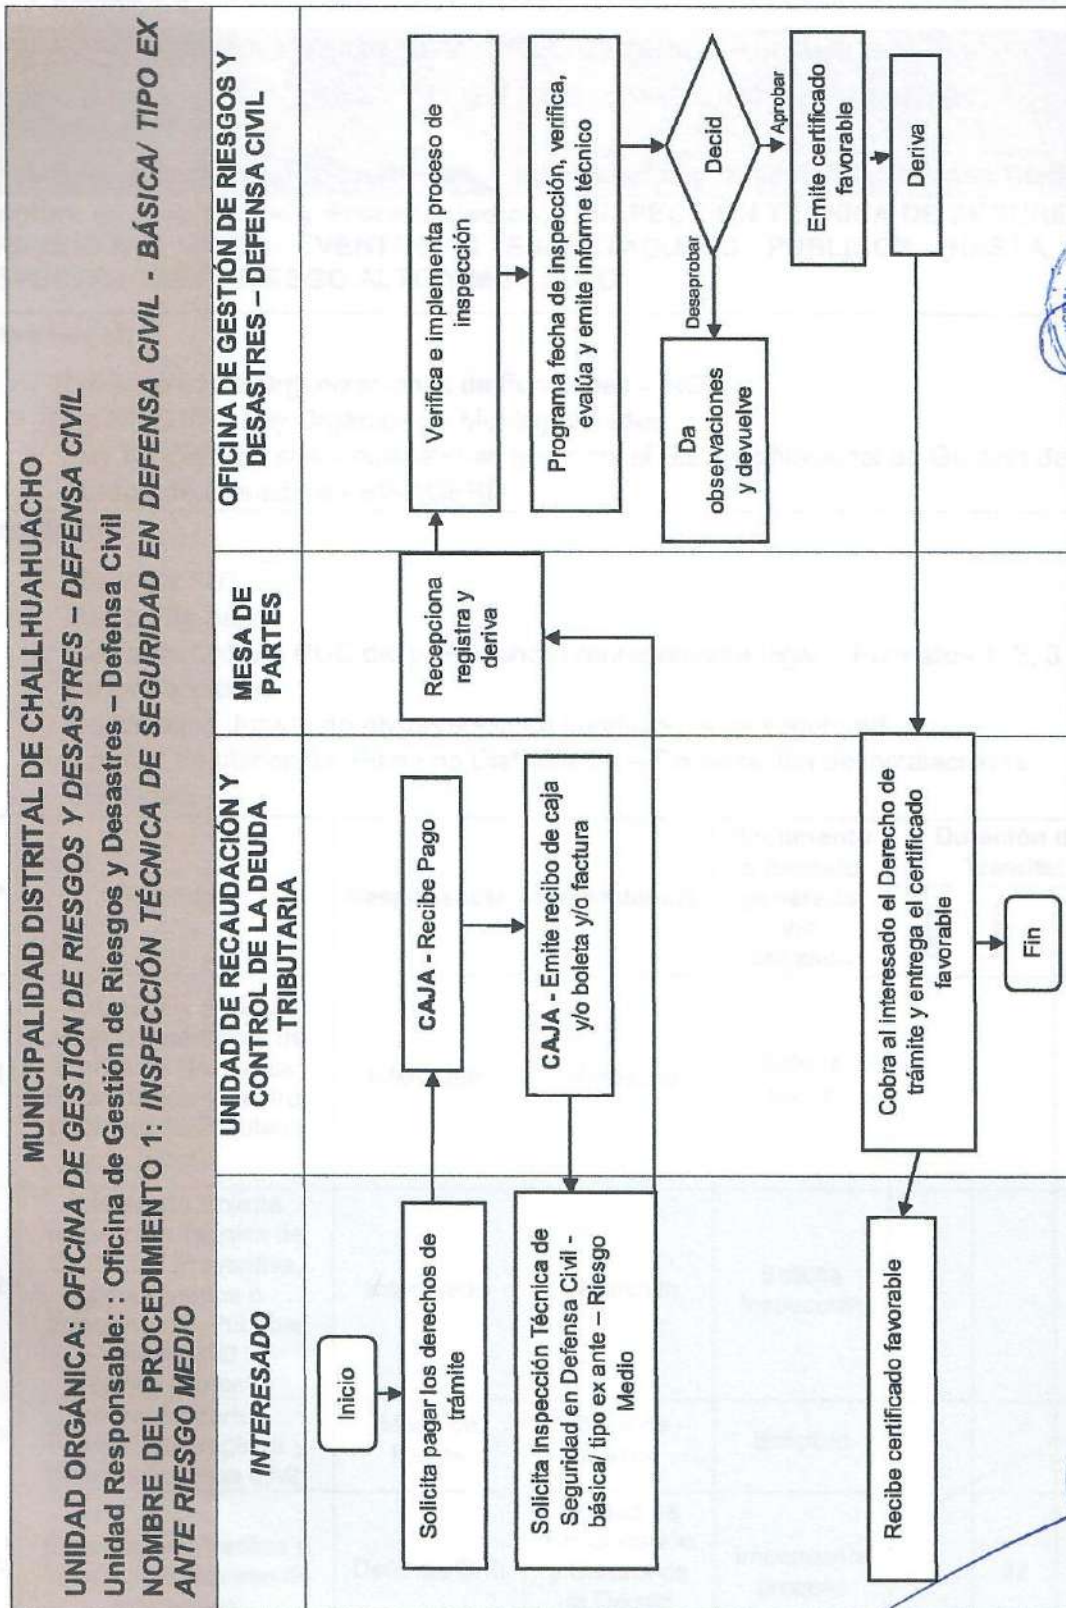 MUNICIPALIDAD DISTRITAL DE CHALLHUAHUACHO
UNIDAD ORGÁNICA: OFICINA DE GESTIÓN DE RIESGOS Y DESASTRES – DEFENSA CIVIL
Unidad Responsable: : Oficina de Gestión de Riesgos y Desastres – Defensa Civil
NOMBRE DEL PROCEDIMIENTO 1: INSPECCIÓN TÉCNICA DE SEGURIDAD EN DEFENSA CIVIL - BÁSICA/ TIPO EX
ANTE RIESGO MEDIO
INTERESADO
UNIDAD DE RECAUDACIÓN Y
CONTROL DE LA DEUDA
TRIBUTARIA
MESA DE
PARTES
OFICINA DE GESTIÓN DE RIESGOS Y
DESASTRES – DEFENSA CIVIL
Inicio
Solicita pagar los derechos de
trámite
CAJA - Recibe Pago
CAJA - Emite recibo de caja
y/o boleta y/o factura
Solicita Inspección Técnica de
Seguridad en Defensa Civil -
básica/ tipo ex ante – Riesgo
Medio
Recepciona
registra y
deriva
Verifica e implementa proceso de
inspección
Programa fecha de inspección, verifica,
evalúa y emite informe técnico
Decid
Desaprobar
Da
observaciones
y devuelve
Aprobar
Emite certificado
favorable
Deriva
Cobra al interesado el Derecho de
trámite y entrega el certificado
favorable
Recibe certificado favorable
Fin